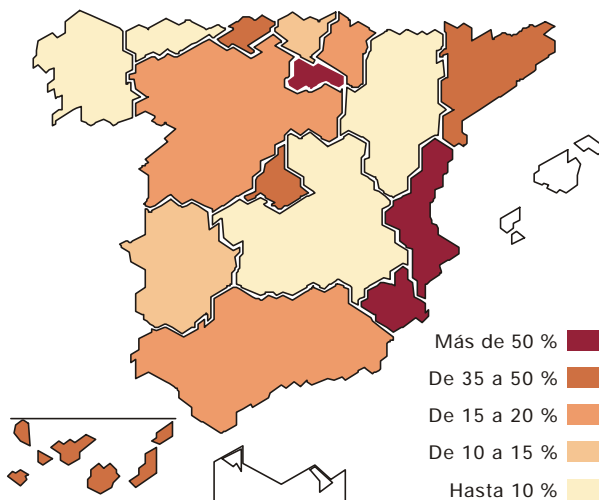 Más de 50 %
De 35 a 50 %
De 15 a 20 %
De 10 a 15 %
Hasta 10 %